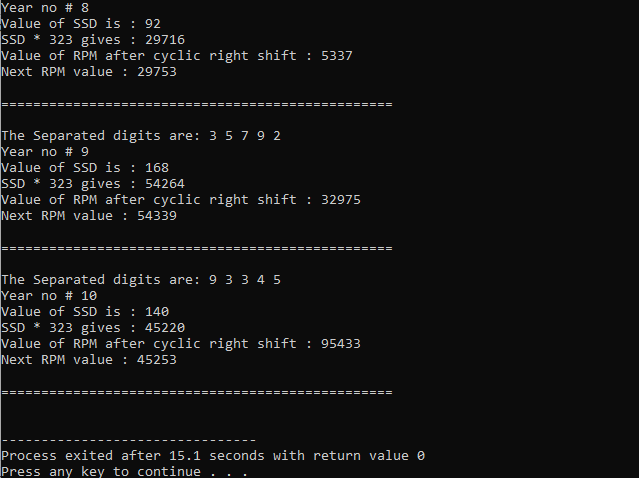 Year no # 8
Value of SSD is : 92
SSD * 323 gives : 29716
Value of RPM after cyclic right shift : 5337
Next RPM value : 29753
=================================================
The Separated digits are: 3 5 7 9 2
Year no # 9
Value of SSD is : 168
SSD * 323 gives : 54264
Value of RPM after cyclic right shift : 32975
Next RPM value : 54339
=================================================
The Separated digits are: 9 3 3 4 5
Year no # 10
Value of SSD is : 140
SSD * 323 gives : 45220
Value of RPM after cyclic right shift : 95433
Next RPM value : 45253
=================================================
--------------------------------
Process exited after 15.1 seconds with return value 0
Press any key to continue . . .